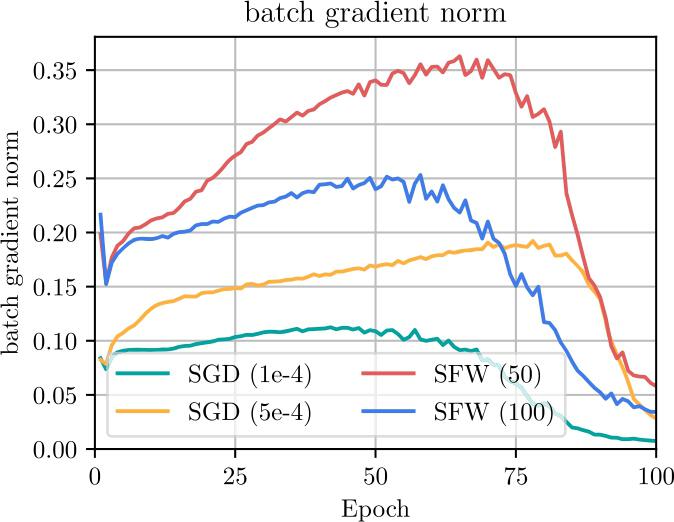 batch gradient norm
batch gradient norm
0.35
0.30
0.25
0.20
0.15
0.10
0.05
0.00
SGD (1e-4)
SGD (5e-4)
SFW (50)
SFW (100)
0
25
50
75
100
Epoch